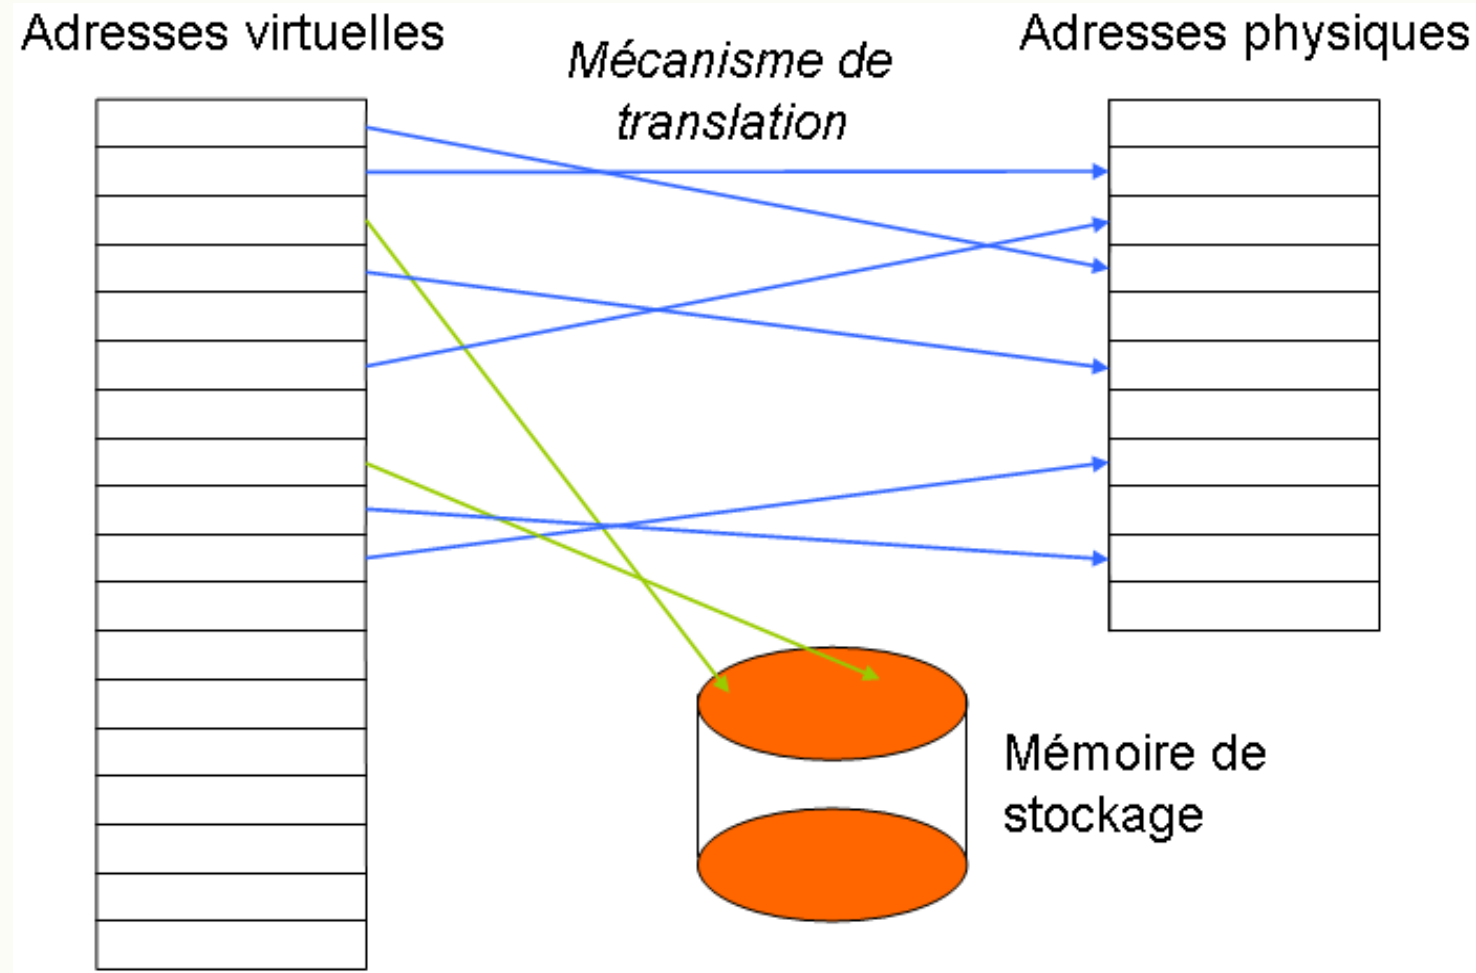 Adresses virtuelles
Mécanisme de
translation
Adresses physiques
Mémoire de
stockage